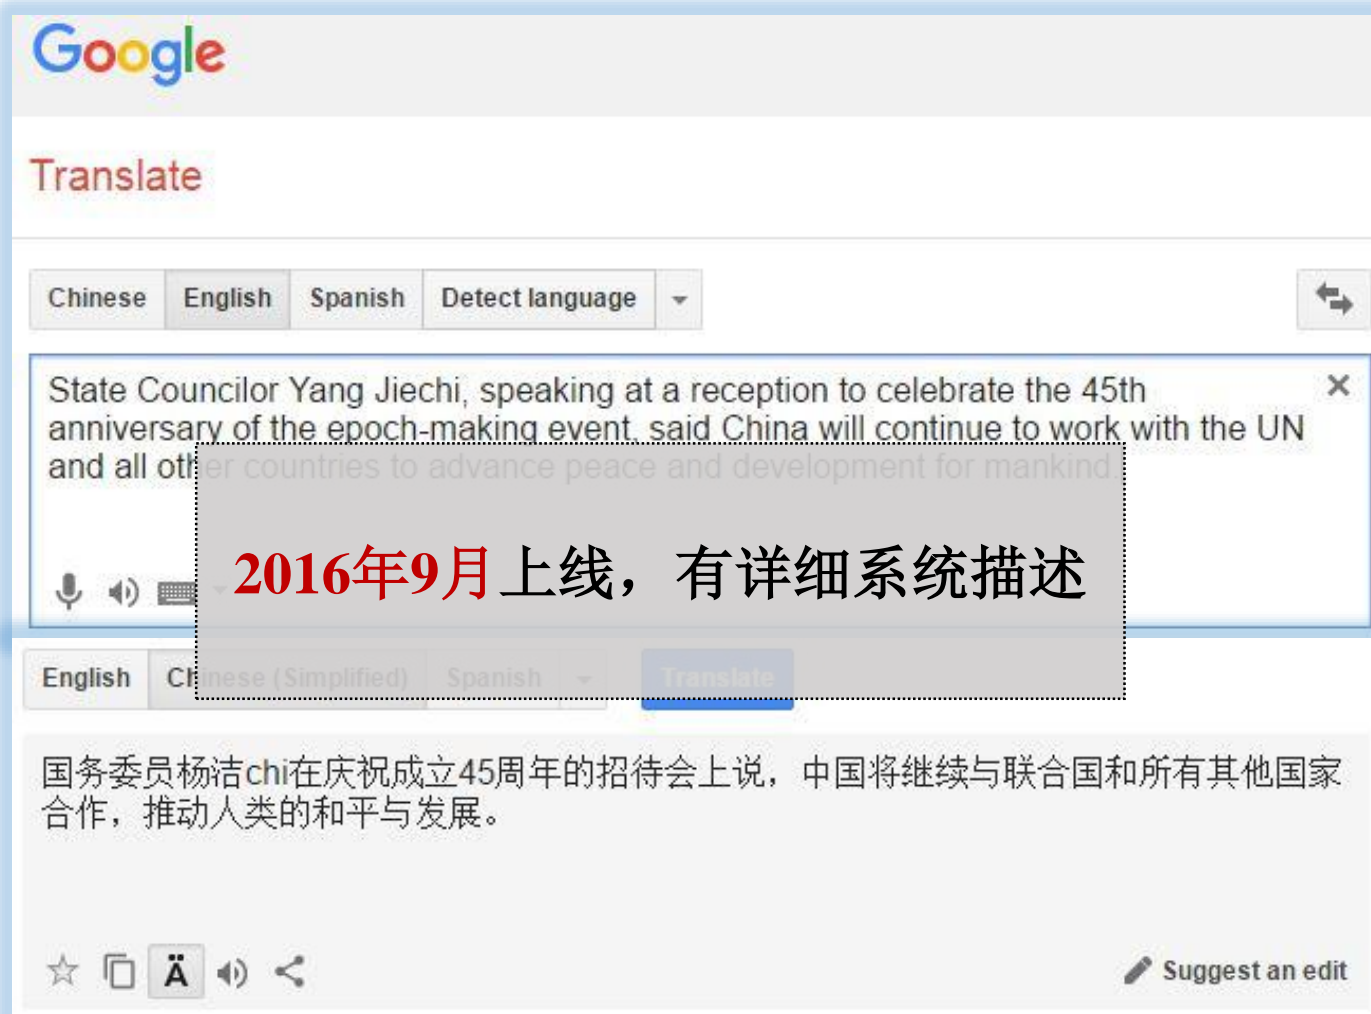 Google
Translate
Chinese English Spanish Detect language
State Councilor Yang Jiechi, speaking at a reception to celebrate the 45th
anniversary of the epoch-making event, said China will continue to work with the UN
and all other countries to advance peace and development for mankind.
2016年9月上线，有详细系统描述
English Chinese (Simplified) Spanish Translate
国务委员杨洁chi在庆祝成立45周年的招待会上说，中国将继续与联合国和所有其他国家
合作，推动人类的和平与发展。
Ä
Suggest an edit